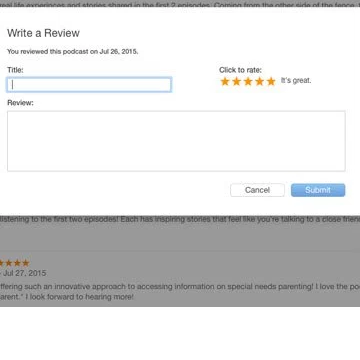 real life experinces and stories shared in the first 2 episodes. Coming from the other side of the fence,
Write a Review
You reviewed this podcast on Jul 26, 2015.
Title: Click to rate:
It's great.
Review:
Cancel Submit
listening to the first two episodes! Each has inspiring stories that feel like you're talking to a close frien
- Jul 27, 2015
ffering such an innovative approach to accessing information on special needs parenting! I love the po
arent." I look forward to hearing more!